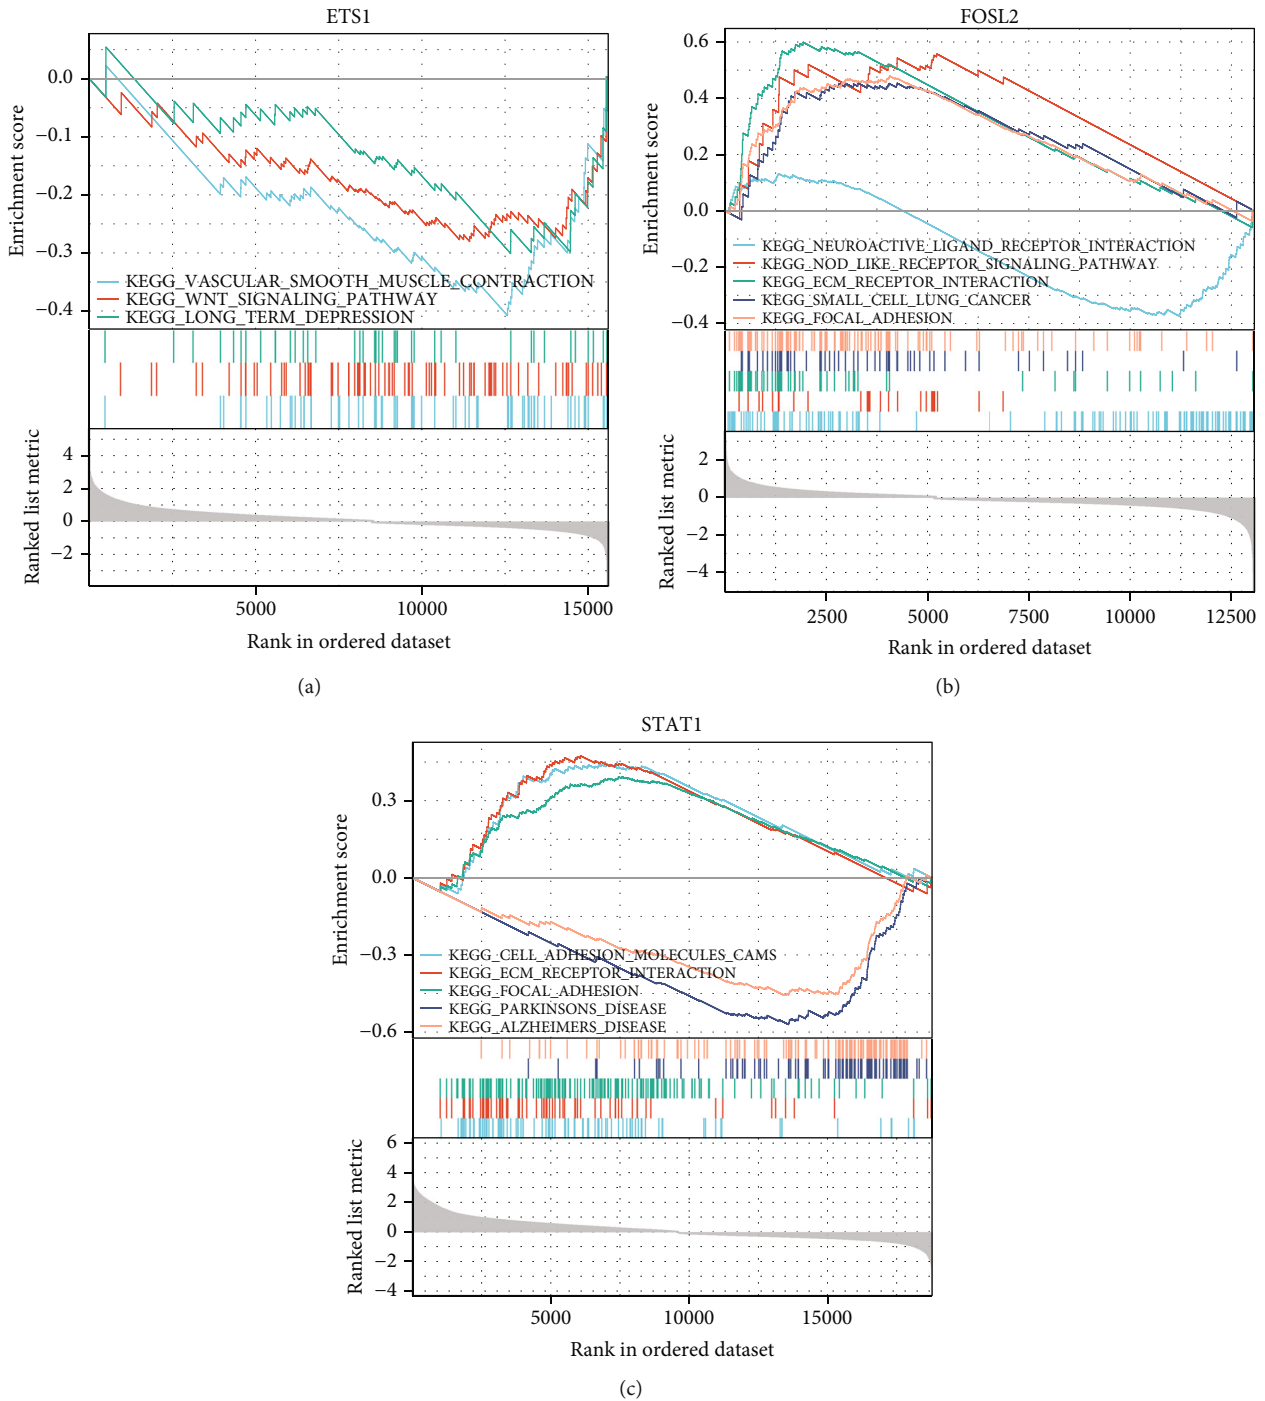 ETS1
Enrichment score
0.0
−0.1
−0.2
−0.3
−0.4
KEGG_VASCULAR_SMOOTH_MUSCLE_CONTRACTION
KEGG_WNT_SIGNALING_PATHWAY
KEGG_LONG_TERM_DEPRESSION
Ranked list metric
4
2
0
−2
5000 10000 15000
Rank in ordered dataset
(a)
FOSL2
Enrichment score
0.6
0.4
0.2
0.0
−0.2
−0.4
KEGG_NEUROACTIVE_LIGAND_RECEPTOR_INTERACTION
KEGG_NOD_LIKE_RECEPTOR_SIGNALING_PATHWAY
KEGG_ECM_RECEPTOR_INTERACTION
KEGG_SMALL_CELL_LUNG_CANCER
KEGG_FOCAL_ADHESION
Ranked list metric
2
0
−2
−4
2500 5000 7500 10000 12500
Rank in ordered dataset
(b)
STAT1
Enrichment score
0.3
0.0
−0.3
−0.6
KEGG_CELL_ADHESION_MOLECULES_CAMS
KEGG_ECM_RECEPTOR_INTERACTION
KEGG_FOCAL_ADHESION
KEGG_PARKINSONS_DISEASE
KEGG_ALZHEIMERS_DISEASE
Ranked list metric
6
4
2
0
−2
−4
5000 10000 15000
Rank in ordered dataset
(c)